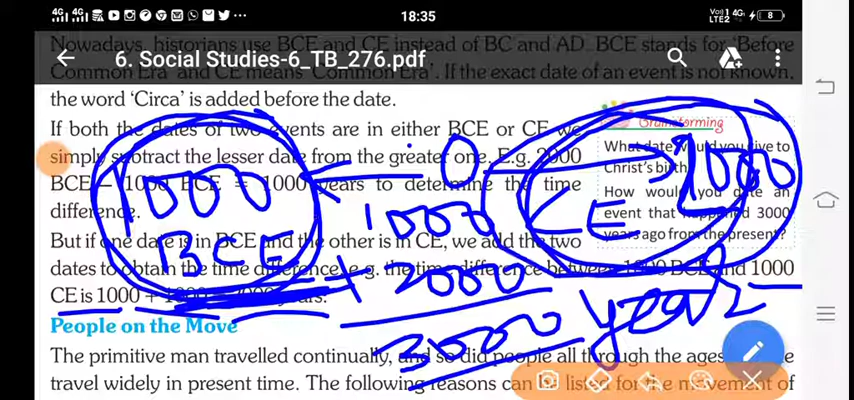 18:35
8
Nowadays, historians use BCE and CE instead of BC and AD. BCE stands for 'Before
6. Social Studies-6_TB_276.pdf
Common Era' and CE means 'Common Era'. If the exact date of an event is not known,
the word 'Circa' is added before the date.
If both the dates of two events are in either BCE or CE we
simply subtract the lesser date from the greater one. E.g. 2000
BCE – 1000 BCE = 1000 years to determine the time
difference.
But if one date is in BCE and the other is in CE, we add the two
dates to obtain the time difference e.g. the time difference between 1000 BCE and 1000
CE is 1000 + 1000 years.
Brainstorming
What date would you give to
Christ's birth?
How would you date an
event that happened 3000
years ago from the present?
1000
BCE
0
CE
2000
1000
+ 2000
3000 years
People on the Move
The primitive man travelled continually, and so did people all through the ages.
travel widely in present time. The following reasons can be listed for the movement of